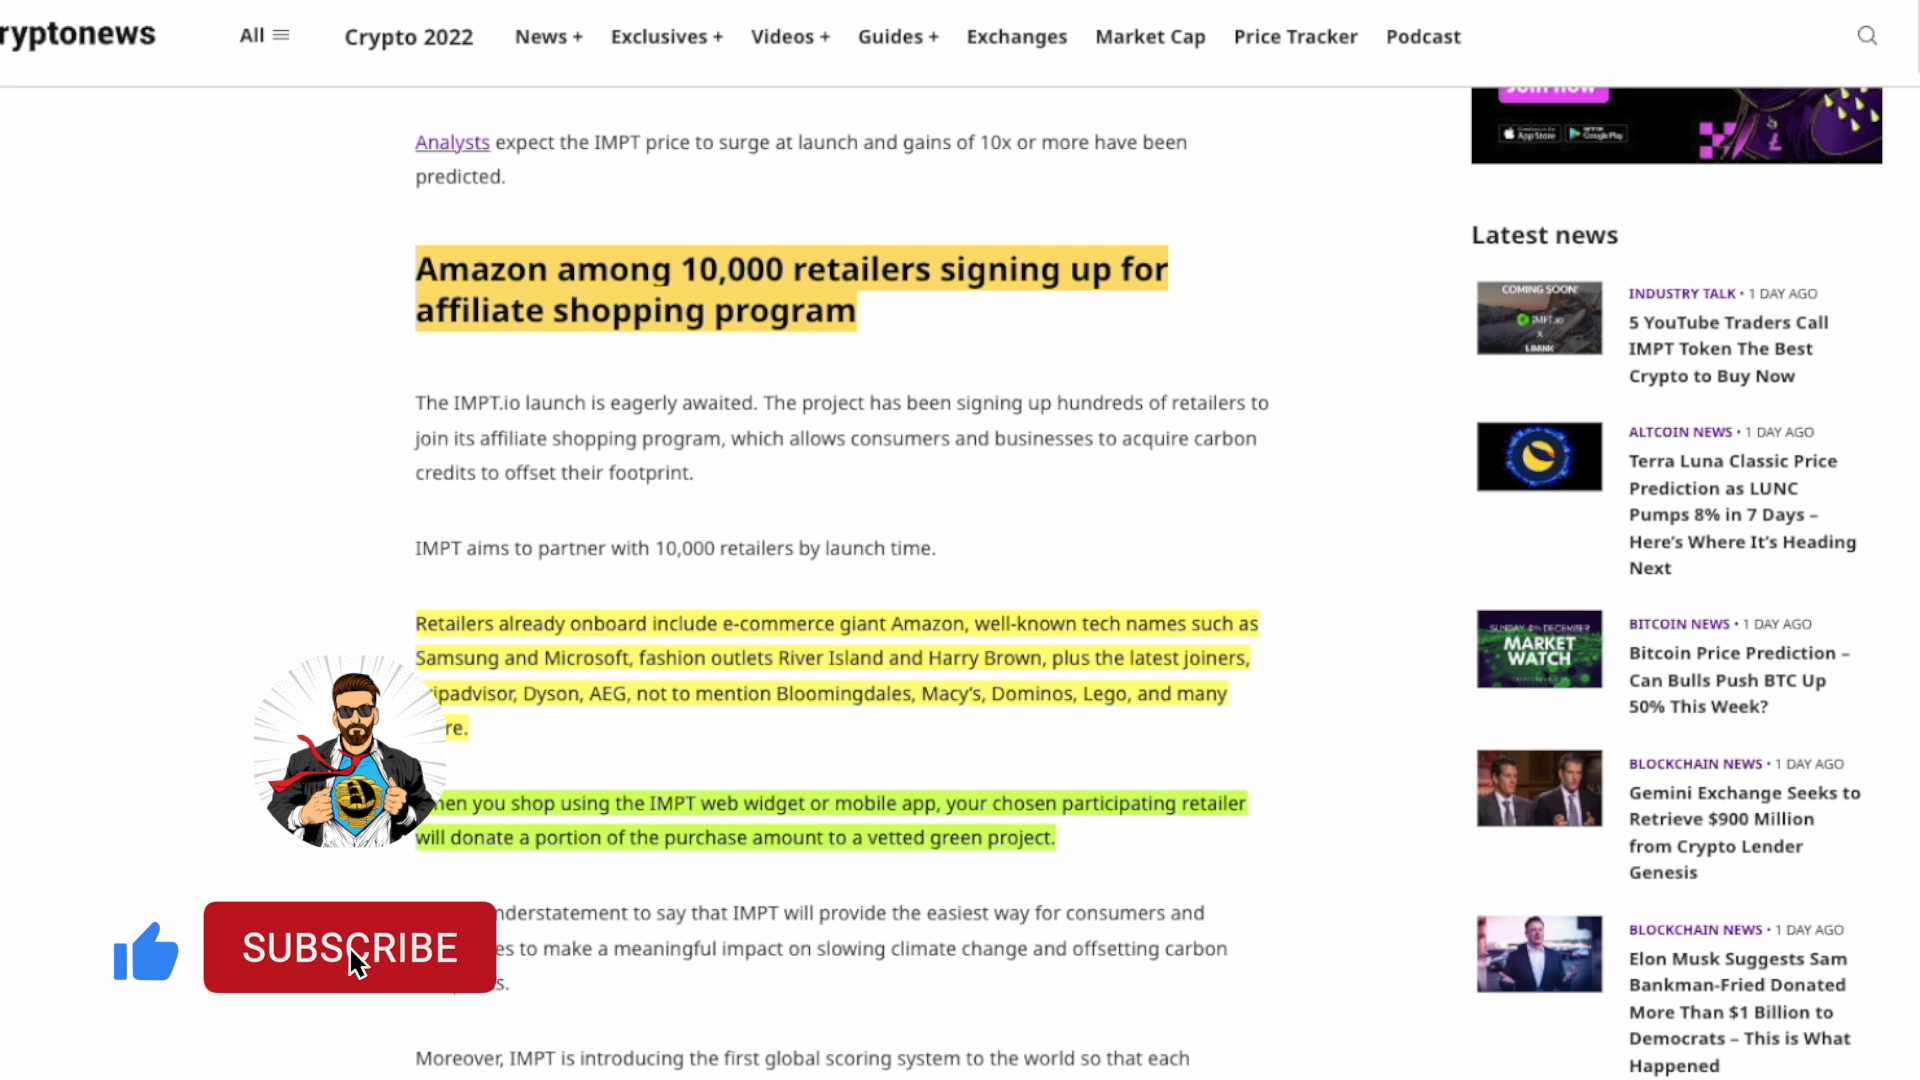 ryptonews
All
Crypto 2022
News +
Exclusives +
Videos +
Guides +
Exchanges
Market Cap
Price Tracker
Podcast
Join now
App Store
Google Play
Analysts expect the IMPT price to surge at launch and gains of 10x or more have been
predicted.
Amazon among 10,000 retailers signing up for
affiliate shopping program
The IMPT.io launch is eagerly awaited. The project has been signing up hundreds of retailers to
join its affiliate shopping program, which allows consumers and businesses to acquire carbon
credits to offset their footprint.
IMPT aims to partner with 10,000 retailers by launch time.
Retailers already onboard include e-commerce giant Amazon, well-known tech names such as
Samsung and Microsoft, fashion outlets River Island and Harry Brown, plus the latest joiners,
ripadvisor, Dyson, AEG, not to mention Bloomingdales, Macy’s, Dominos, Lego, and many
re.
hen you shop using the IMPT web widget or mobile app, your chosen participating retailer
will donate a portion of the purchase amount to a vetted green project.
nderstatement to say that IMPT will provide the easiest way for consumers and
es to make a meaningful impact on slowing climate change and offsetting carbon
s.
Moreover, IMPT is introducing the first global scoring system to the world so that each
SUBSCRIBE
Latest news
COMING SOON!
IMPT.io
X
LBANK
INDUSTRY TALK • 1 DAY AGO
5 YouTube Traders Call
IMPT Token The Best
Crypto to Buy Now
ALTCOIN NEWS • 1 DAY AGO
Terra Luna Classic Price
Prediction as LUNC
Pumps 8% in 7 Days –
Here’s Where It’s Heading
Next
SUNDAY 4th DECEMBER
MARKET
WATCH
BITCOIN NEWS • 1 DAY AGO
Bitcoin Price Prediction –
Can Bulls Push BTC Up
50% This Week?
BLOCKCHAIN NEWS • 1 DAY AGO
Gemini Exchange Seeks to
Retrieve $900 Million
from Crypto Lender
Genesis
BLOCKCHAIN NEWS • 1 DAY AGO
Elon Musk Suggests Sam
Bankman-Fried Donated
More Than $1 Billion to
Democrats – This is What
Happened